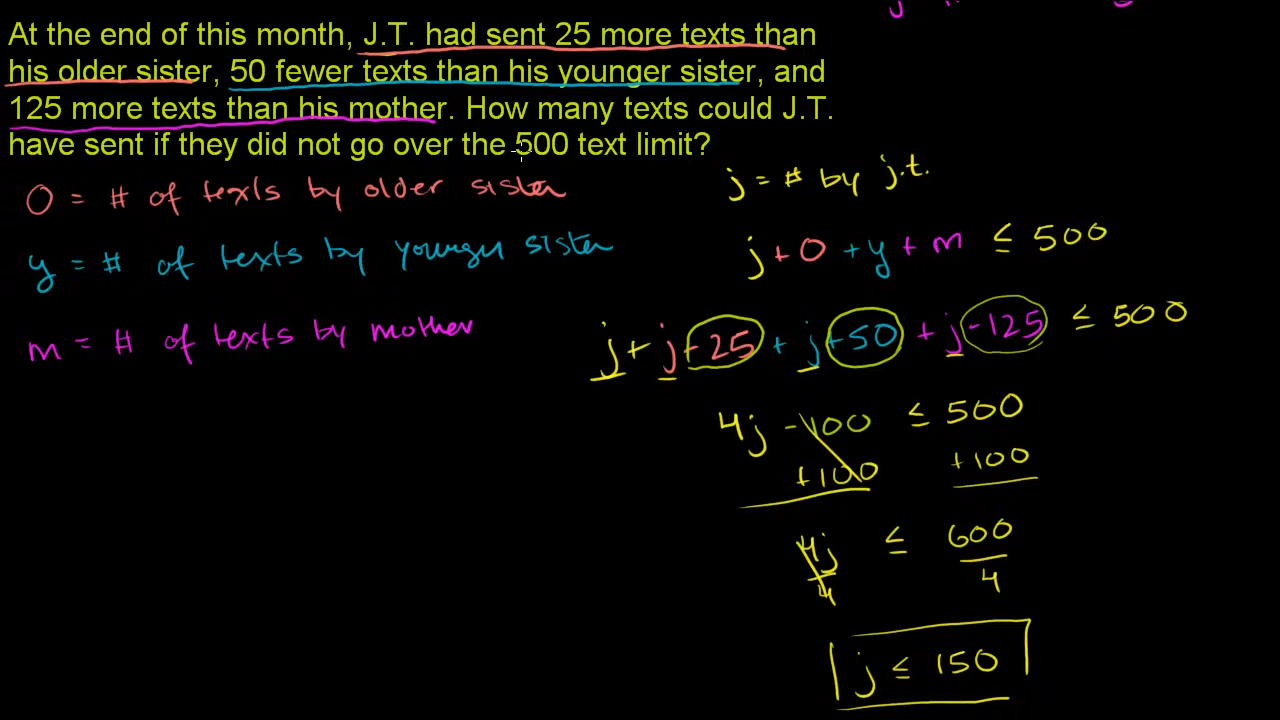 At the end of this month, J.T. had sent 25 more texts than
his older sister, 50 fewer texts than his younger sister, and
125 more texts than his mother. How many texts could J.T.
have sent if they did not go over the 500 text limit?
O = # of texts by older sister
y = # of texts by younger sister
m = # of texts by mother
j = # by j.t.
j + O + y + m ≤ 500
j + j - 25 + j + 50 + j - 125 ≤ 500
4j - 100 ≤ 500
+100 +100
4j ≤ 600
4 4
j ≤ 150